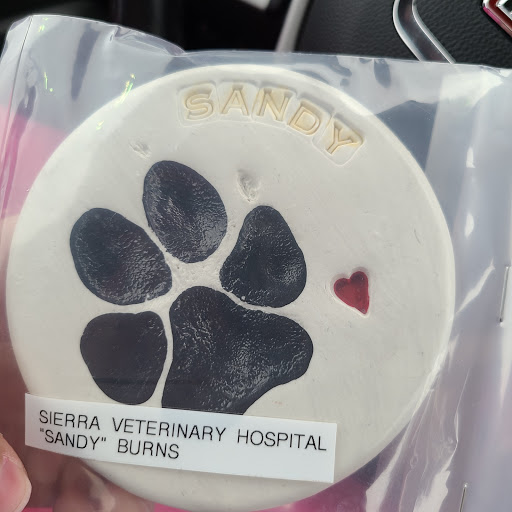 SANDY
SIERRA VETERINARY HOSPITAL
"SANDY" BURNS